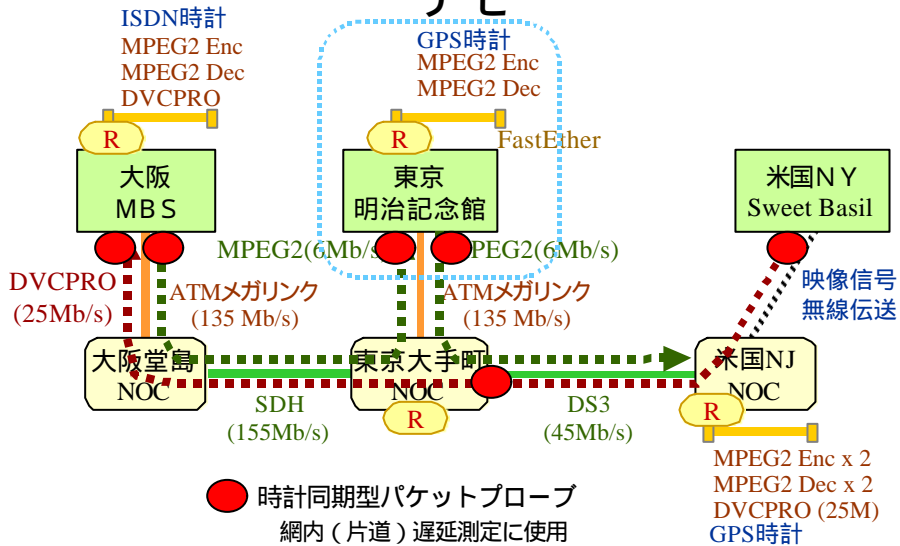 ナビ
ISDN時計
MPEG2 Enc
MPEG2 Dec
DVCPRO
R
大阪
MBS
GPS時計
MPEG2 Enc
MPEG2 Dec
R
FastEther
東京
明治記念館
米国NY
Sweet Basil
MPEG2(6Mb/s
PEG2(6Mb/s)
DVCPRO
(25Mb/s)
ATMメガリンク
(135 Mb/s)
ATMメガリンク
(135 Mb/s)
映像信号
無線伝送
大阪堂島
NOC
東京大手町
NOC
R
米国NJ
NOC
R
SDH
(155Mb/s)
DS3
(45Mb/s)
MPEG2 Enc x 2
MPEG2 Dec x 2
DVCPRO (25M)
GPS時計
時計同期型パケットプローブ
網内(片道)遅延測定に使用